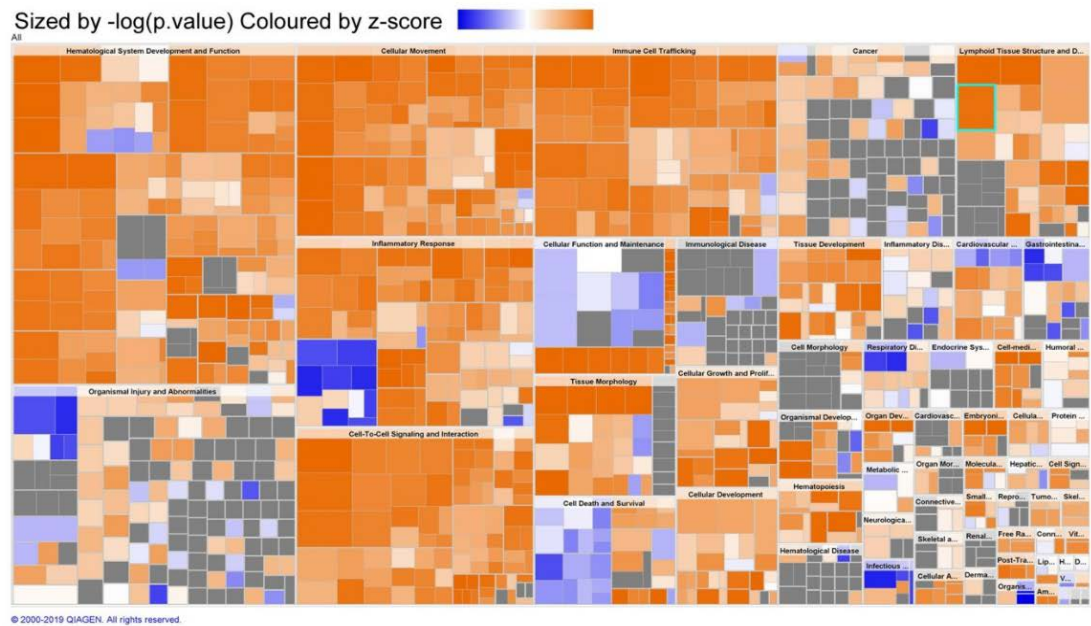 Sized by -log(p.value) Coloured by z-score
All
Hematological System Development and Function
Cellular Movement
Immune Cell Trafficking
Cancer
Lymphoid Tissue Structure and D...
Inflammatory Response
Cellular Function and Maintenance
Immunological Disease
Tissue Development
Inflammatory Dis...
Cardiovascular ...
Gastrointestina...
Cell Morphology
Respiratory Di...
Endocrine Sys...
Cell-medi...
Humoral ...
Organismal Injury and Abnormalities
Tissue Morphology
Cellular Growth and Prolif...
Organismal Develop...
Organ Dev...
Cardiovasc...
Embryoni...
Cellula...
Protein ...
Cell-To-Cell Signaling and Interaction
Metabolic ...
Organ Mor...
Molecula...
Hepatic...
Cell Sign...
Hematopoiesis
Cell Death and Survival
Cellular Development
Connective...
Small...
Repro...
Tumo...
Skel...
Neurologica...
Skeletal a...
Renal...
Free Ra...
Conn...
Vit...
Hematological Disease
Infectious ...
Cellular A...
Derma...
Post-Tra...
Lip...
H...
D...
V...
Organis...
Am...
© 2000-2019 QIAGEN. All rights reserved.